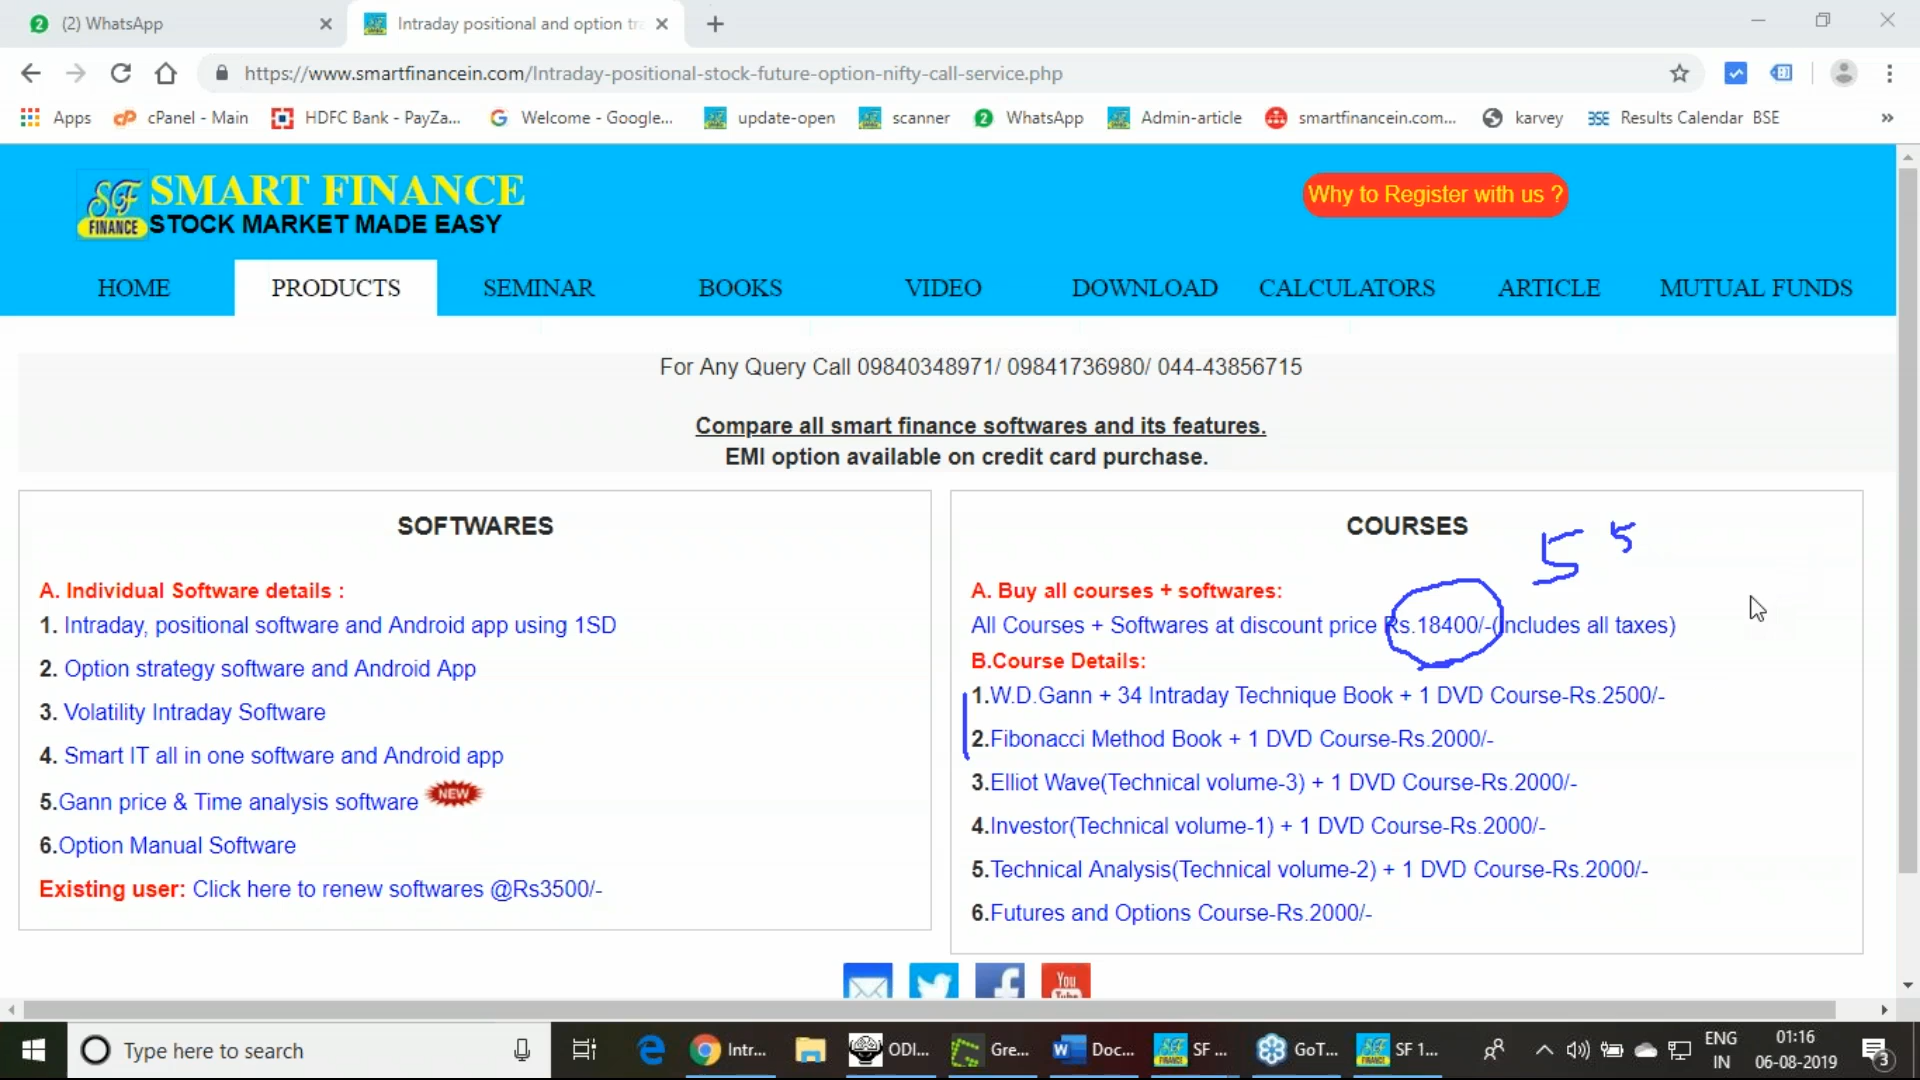 (2) WhatsApp
Intraday positional and option tr
https://www.smartfinancein.com/Intraday-positional-stock-future-option-nifty-call-service.php
Apps cPanel - Main HDFC Bank - PayZa... Welcome - Google... update-open scanner WhatsApp Admin-article smartfinancein.com... karvey BSE Results Calendar BSE »
SF FINANCE
SMART FINANCE
STOCK MARKET MADE EASY
Why to Register with us ?
HOME PRODUCTS SEMINAR BOOKS VIDEO DOWNLOAD CALCULATORS ARTICLE MUTUAL FUNDS
For Any Query Call 09840348971/ 09841736980/ 044-43856715
Compare all smart finance softwares and its features.
EMI option available on credit card purchase.
SOFTWARES
A. Individual Software details :
1. Intraday, positional software and Android app using 1SD
2. Option strategy software and Android App
3. Volatility Intraday Software
4. Smart IT all in one software and Android app
5.Gann price & Time analysis software NEW
6.Option Manual Software
Existing user: Click here to renew softwares @Rs3500/-
COURSES
5 5
A. Buy all courses + softwares:
All Courses + Softwares at discount price Rs.18400/-(includes all taxes)
B.Course Details:
1.W.D.Gann + 34 Intraday Technique Book + 1 DVD Course-Rs.2500/-
2.Fibonacci Method Book + 1 DVD Course-Rs.2000/-
3.Elliot Wave(Technical volume-3) + 1 DVD Course-Rs.2000/-
4.Investor(Technical volume-1) + 1 DVD Course-Rs.2000/-
5.Technical Analysis(Technical volume-2) + 1 DVD Course-Rs.2000/-
6.Futures and Options Course-Rs.2000/-
You
Type here to search
Intr... ODI... Gre... Doc... SF ... GoT... SF 1...
ENG
IN
01:16
06-08-2019
3